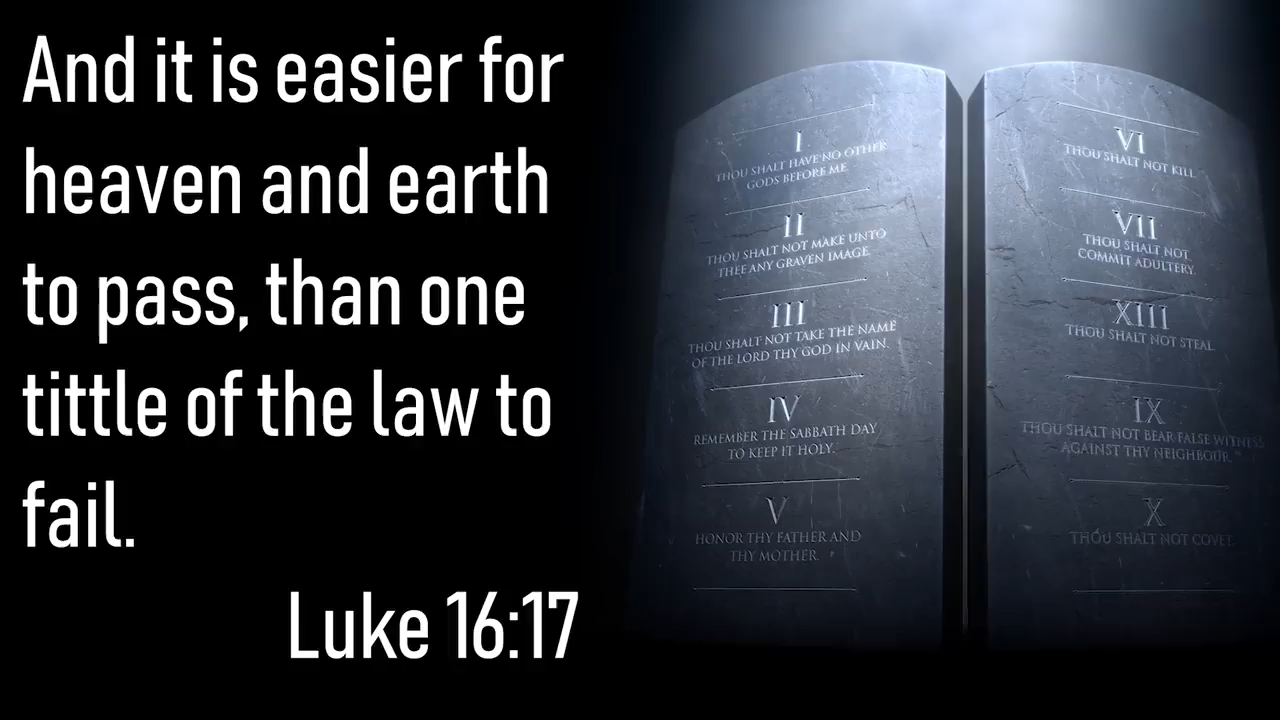 And it is easier for
heaven and earth
to pass, than one
tittle of the law to
fail.
Luke 16:17
I
THOU SHALT HAVE NO OTHER
GODS BEFORE ME.
II
THOU SHALT NOT MAKE UNTO
THEE ANY GRAVEN IMAGE.
III
THOU SHALT NOT TAKE THE NAME
OF THE LORD THY GOD IN VAIN.
IV
REMEMBER THE SABBATH DAY
TO KEEP IT HOLY.
V
HONOR THY FATHER AND
THY MOTHER.
VI
THOU SHALT NOT KILL.
VII
THOU SHALT NOT
COMMIT ADULTERY.
XIII
THOU SHALT NOT STEAL.
IX
THOU SHALT NOT BEAR FALSE WITNESS
AGAINST THY NEIGHBOUR.
X
THOU SHALT NOT COVET.